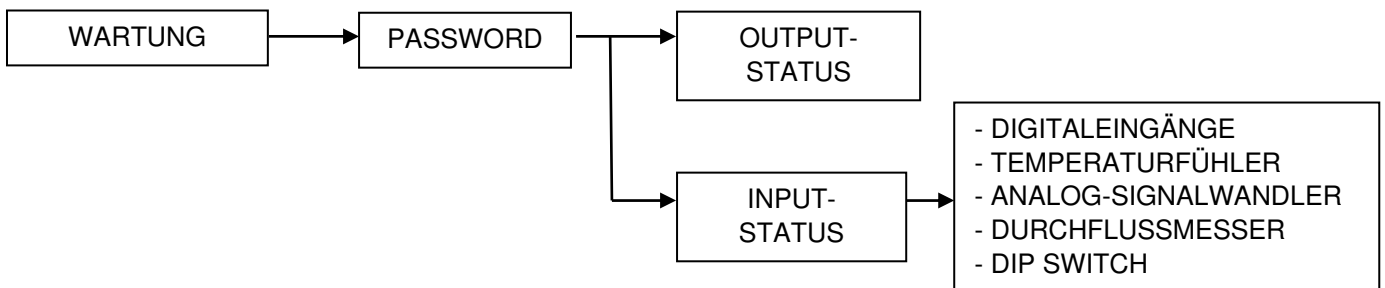 WARTUNG
PASSWORD
OUTPUT-
STATUS
INPUT-
STATUS
- DIGITALEINGÄNGE
- TEMPERATURFÜHLER
- ANALOG-SIGNALWANDLER
- DURCHFLUSSMESSER
- DIP SWITCH